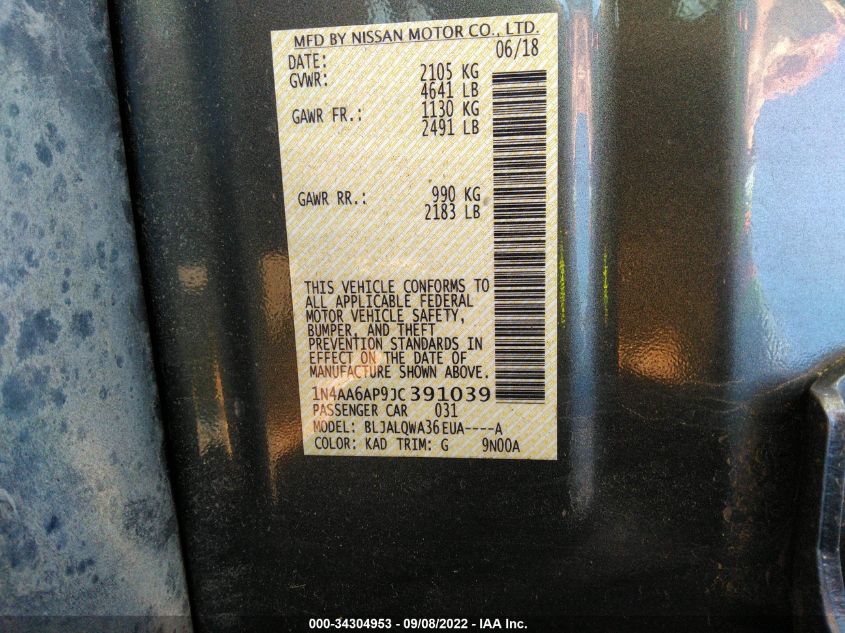 MFD BY NISSAN MOTOR CO., LTD.
DATE: 06/18
GVWR: 2105 KG
4641 LB
GAWR FR.: 1130 KG
2491 LB
GAWR RR.: 990 KG
2183 LB
THIS VEHICLE CONFORMS TO
ALL APPLICABLE FEDERAL
MOTOR VEHICLE SAFETY,
BUMPER, AND THEFT
PREVENTION STANDARDS IN
EFFECT ON THE DATE OF
MANUFACTURE SHOWN ABOVE.
1N4AA6AP9JC391039
PASSENGER CAR 031
MODEL: BLJALQWA36EUA----A
COLOR: KAD TRIM: G 9N00A
000-34304953 - 09/08/2022 - IAA Inc.